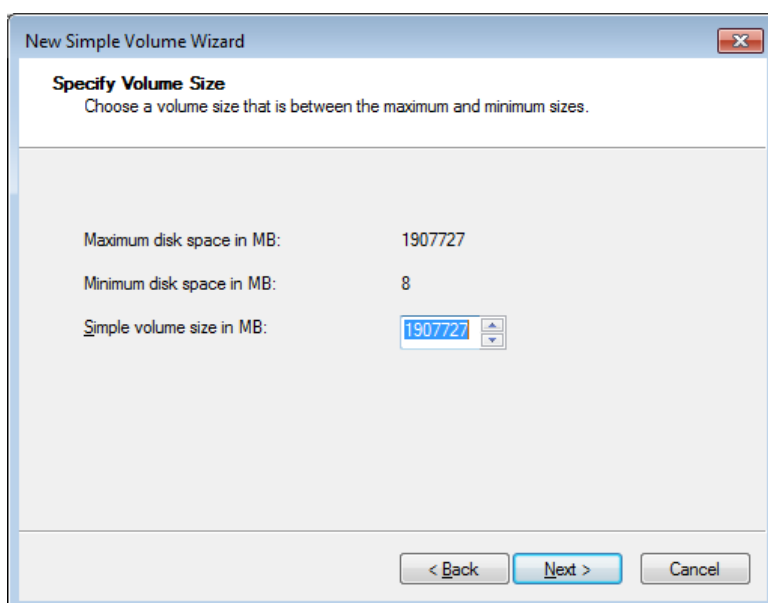 New Simple Volume Wizard
Specify Volume Size
Choose a volume size that is between the maximum and minimum sizes.
Maximum disk space in MB: 1907727
Minimum disk space in MB: 8
Simple volume size in MB: 1907727
< Back Next > Cancel